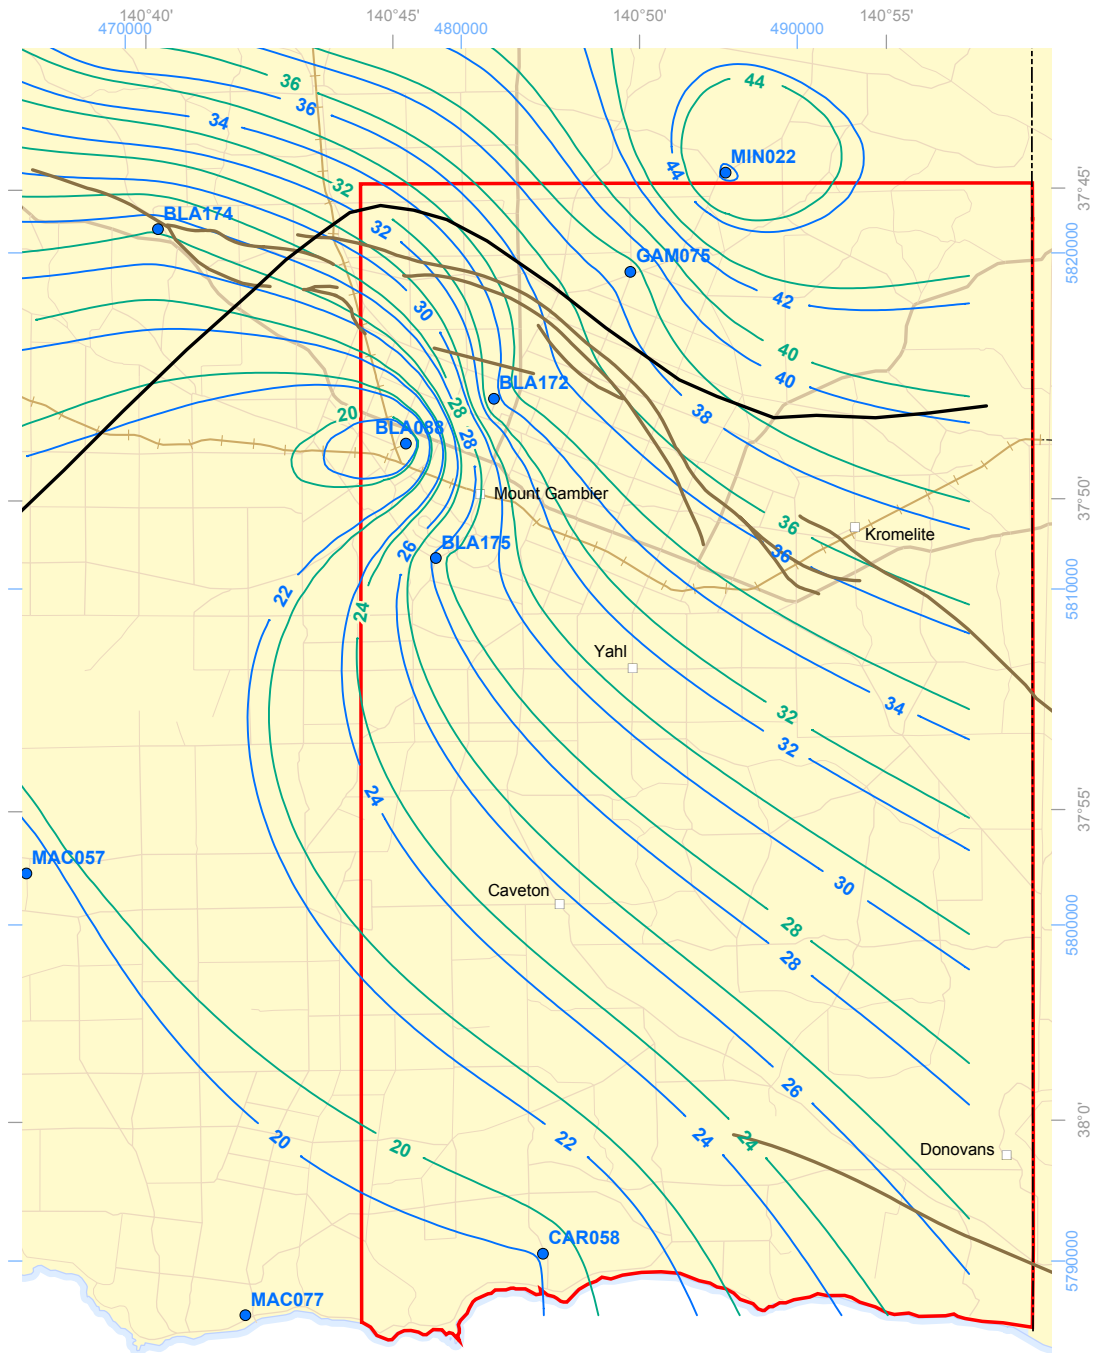 140°40' 140°45' 140°50' 140°55'
470000 480000 490000
36
44
36
34
MIN022
44
37°45'
32
BLA174
32
GAM075
5820000
42
30
40
40
BLA172
28
38
20
BLA088
28
Mount Gambier
37°50'
36
Kromelite
BLA175
26
36
22
24
5810000
Yahl
34
32
32
24
37°55'
MAC057
30
Caveton
28
5800000
28
26
38°0'
20
22
24
24
20
Donovans
CAR058
5790000
MAC077